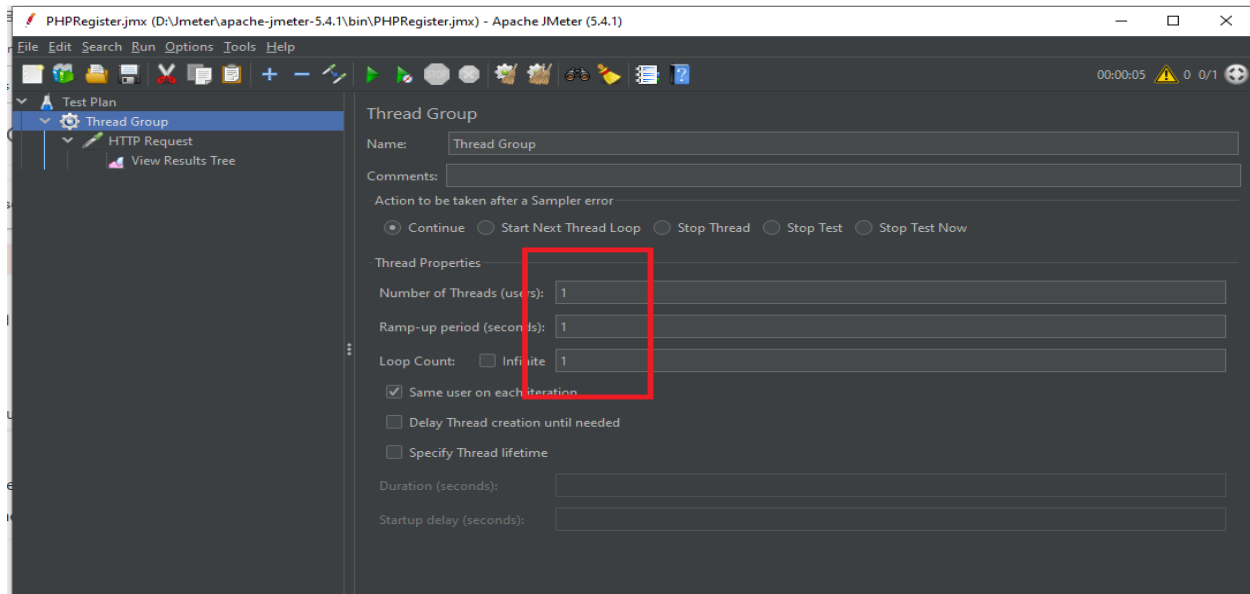 PHPRegister.jmx (D:\Jmeter\apache-jmeter-5.4.1\bin\PHPRegister.jmx) - Apache JMeter (5.4.1)
File Edit Search Run Options Tools Help
00:00:05 0 0/1
Test Plan
Thread Group
HTTP Request
View Results Tree
Thread Group
Name: Thread Group
Comments:
Action to be taken after a Sampler error
Continue Start Next Thread Loop Stop Thread Stop Test Stop Test Now
Thread Properties
Number of Threads (users): 1
Ramp-up period (seconds): 1
Loop Count: Infinite 1
Same user on each iteration
Delay Thread creation until needed
Specify Thread lifetime
Duration (seconds):
Startup delay (seconds):